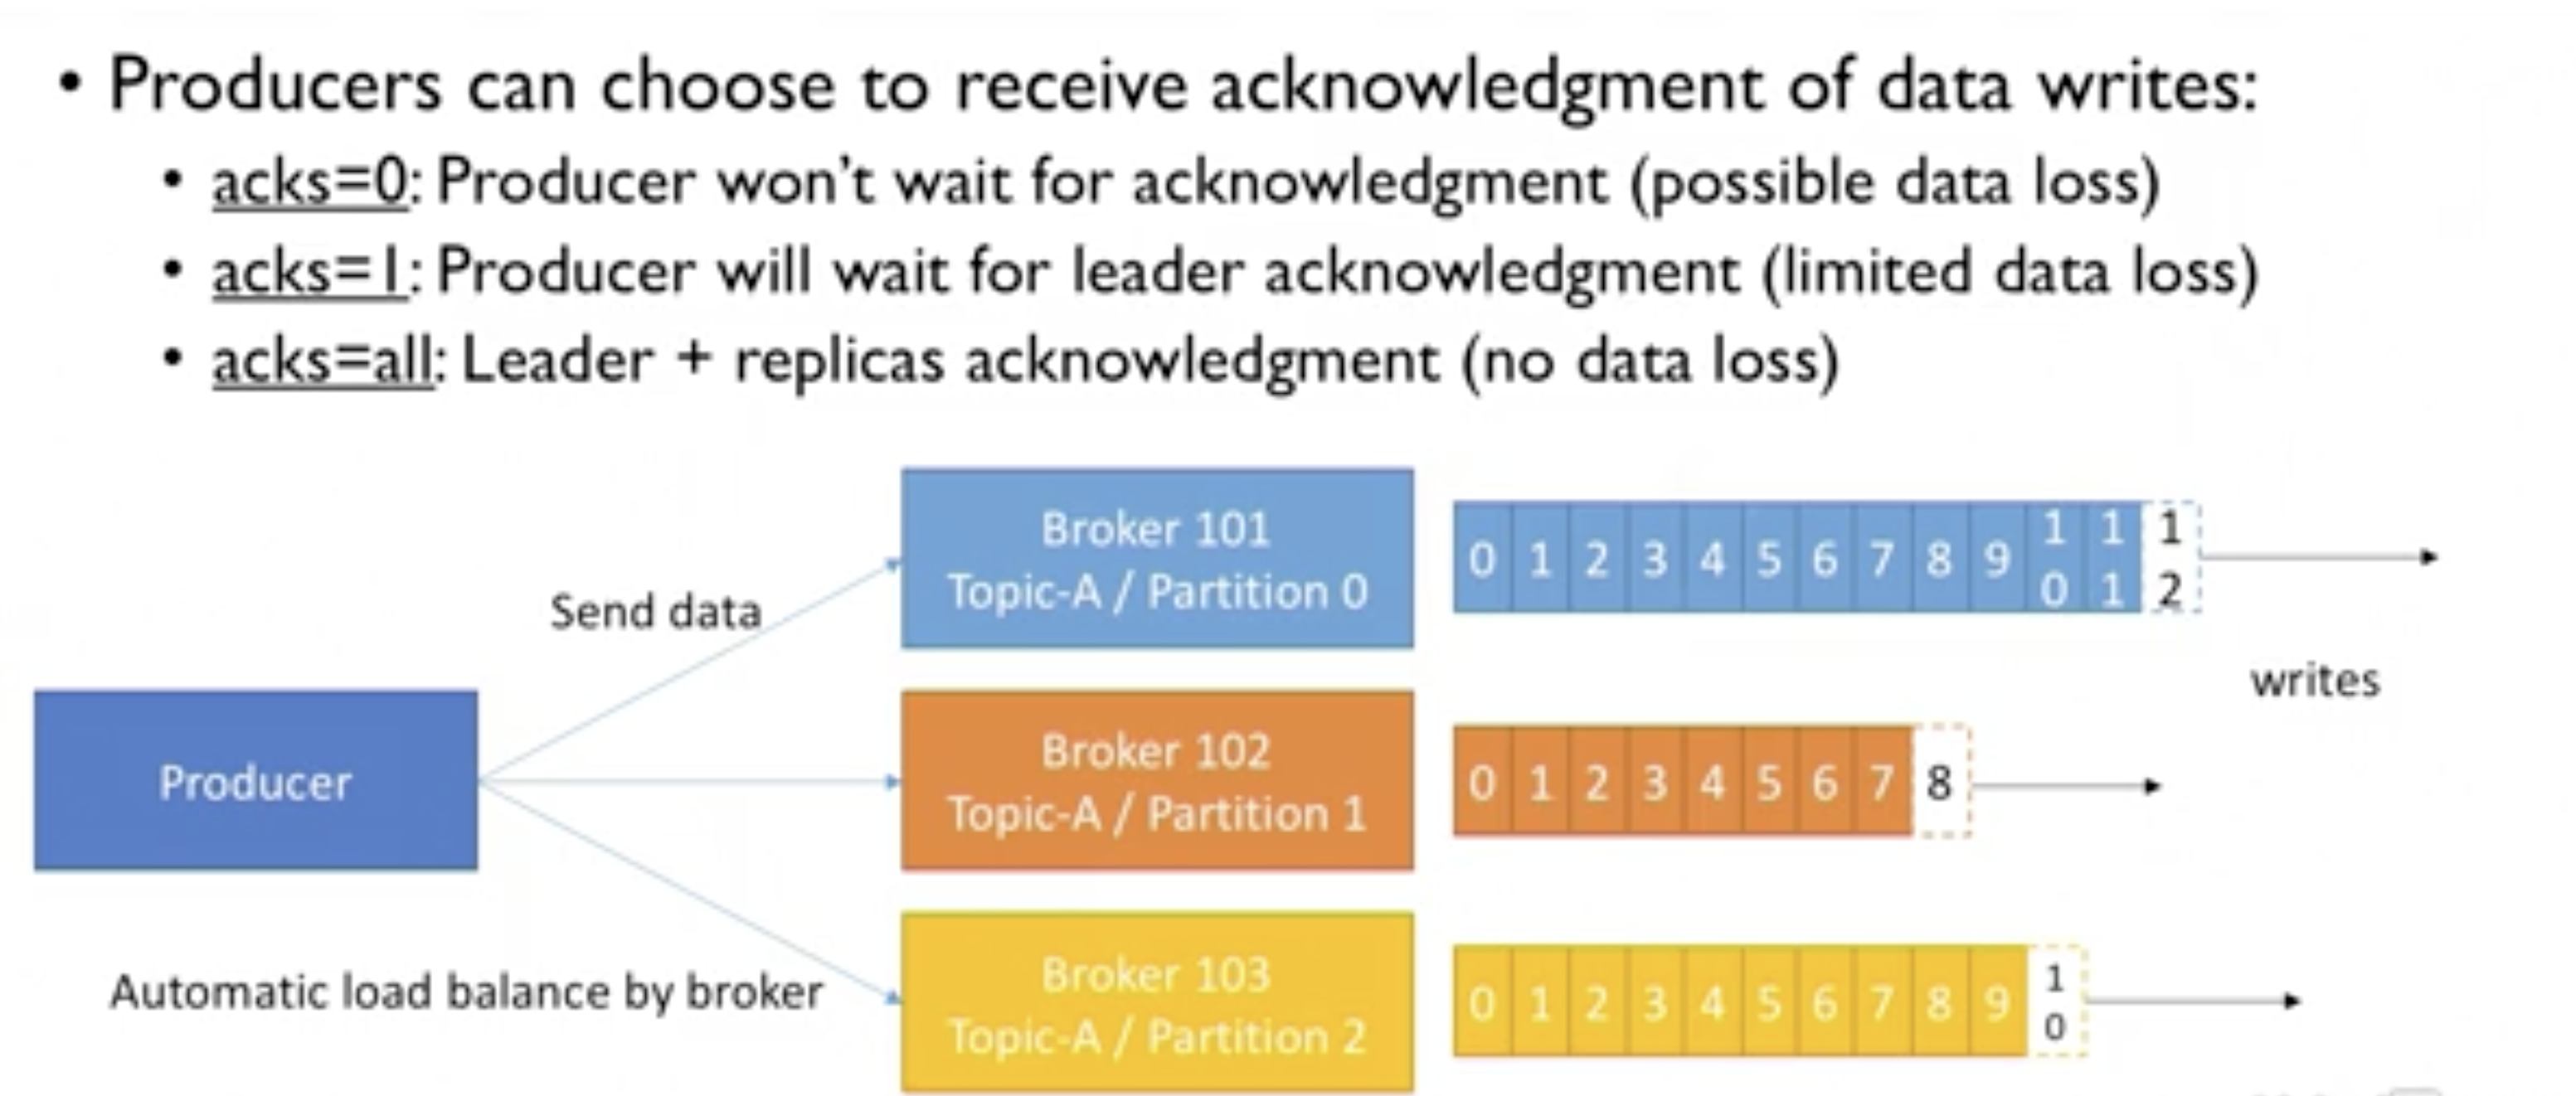 • Producers can choose to receive acknowledgment of data writes:
• acks=0: Producer won't wait for acknowledgment (possible data loss)
• acks=1: Producer will wait for leader acknowledgment (limited data loss)
• acks=all: Leader + replicas acknowledgment (no data loss)
Broker 101
Topic-A / Partition 0
0 1 2 3 4 5 6 7 8 9 10 11 12
Send data
writes
Producer
Broker 102
Topic-A / Partition 1
0 1 2 3 4 5 6 7 8
Automatic load balance by broker
Broker 103
Topic-A / Partition 2
0 1 2 3 4 5 6 7 8 9 10